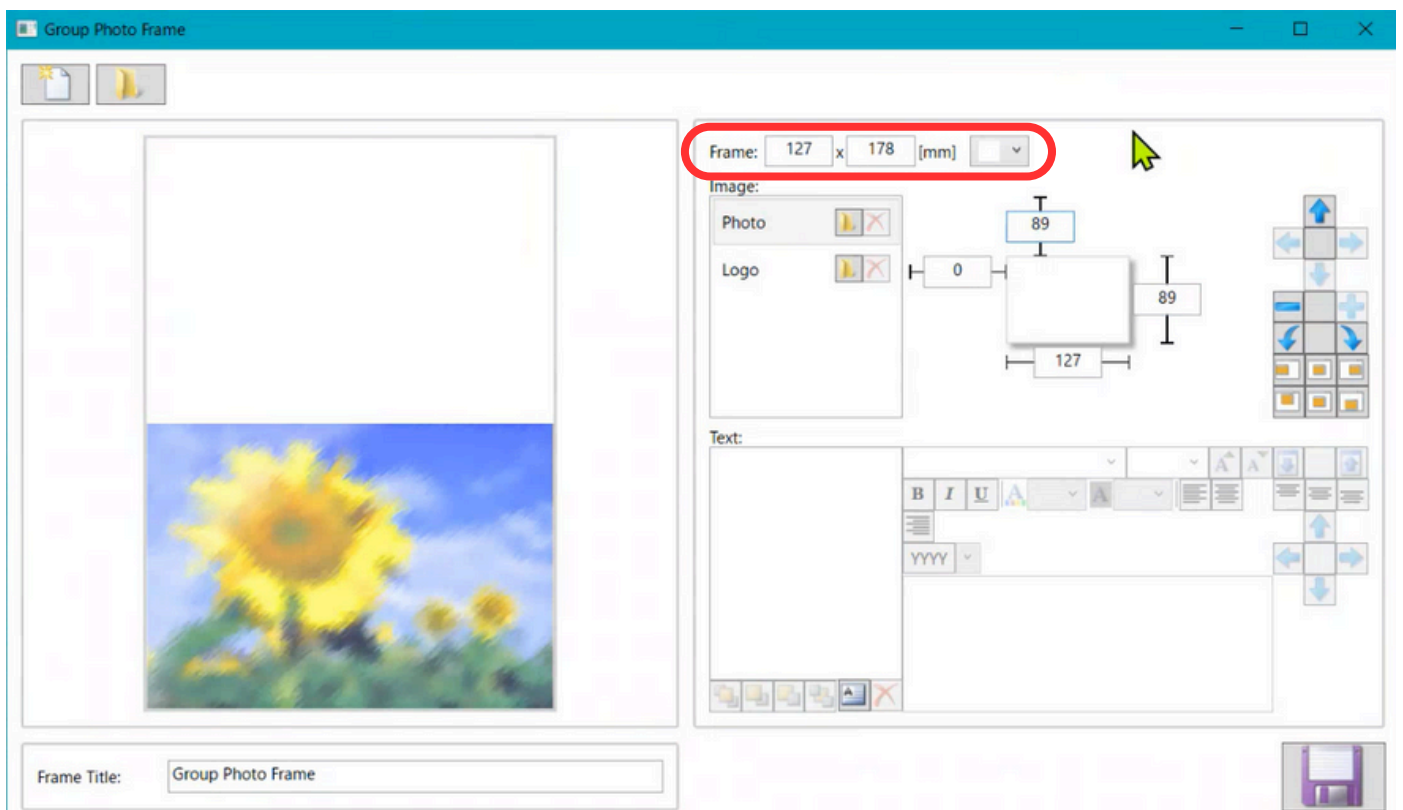 Group Photo Frame
Frame: 127 x 178 [mm]
Image:
Photo
89
Logo
0
89
127
Text:
A A
B I U A A
YYYY
A
Frame Title: Group Photo Frame